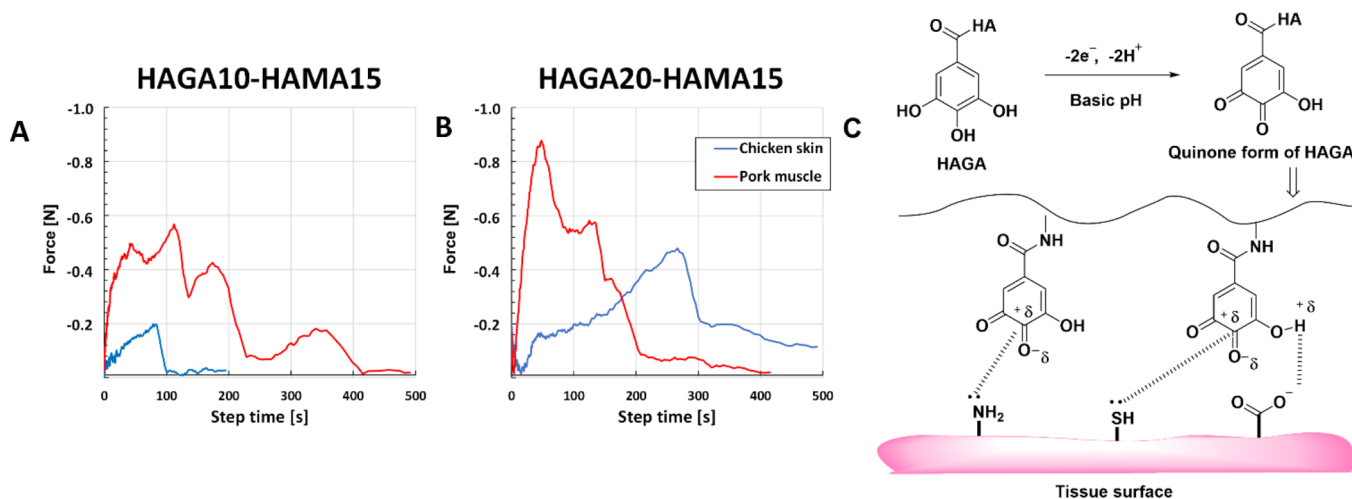 HAGA10-HAMA15
A
-1.0
-0.8
-0.6
-0.4
-0.2
Force [N]
0 100 200 300 400 500
Step time [s]
HAGA20-HAMA15
B
-1.0
-0.8
-0.6
-0.4
-0.2
Force [N]
Chicken skin
Pork muscle
0 100 200 300 400 500
Step time [s]
C
O HA
HO OH
OH
HAGA
-2e⁻, -2H⁺
Basic pH
O HA
O OH
O
Quinone form of HAGA
O NH
+ δ
O OH
O⁻ δ
O NH
+ δ
+ δ
O O H
O⁻ δ
NH₂
SH
O O⁻
Tissue surface